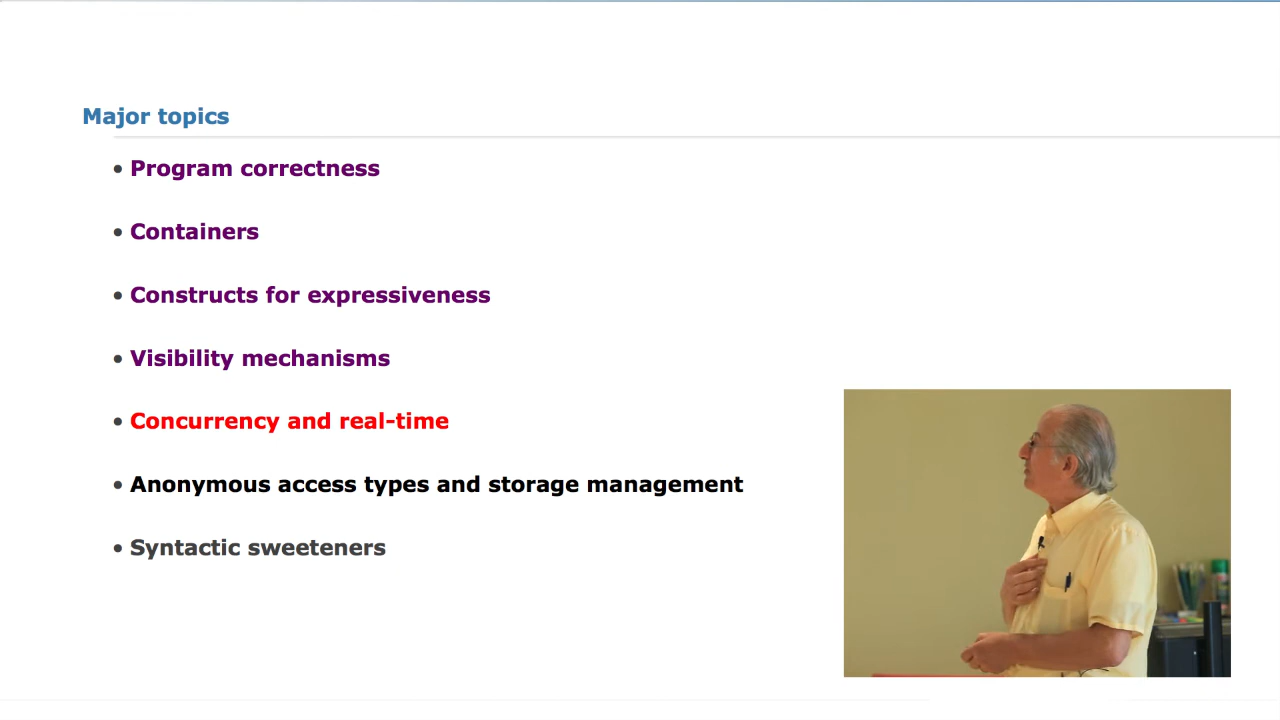 Major topics
• Program correctness
• Containers
• Constructs for expressiveness
• Visibility mechanisms
• Concurrency and real-time
• Anonymous access types and storage management
• Syntactic sweeteners